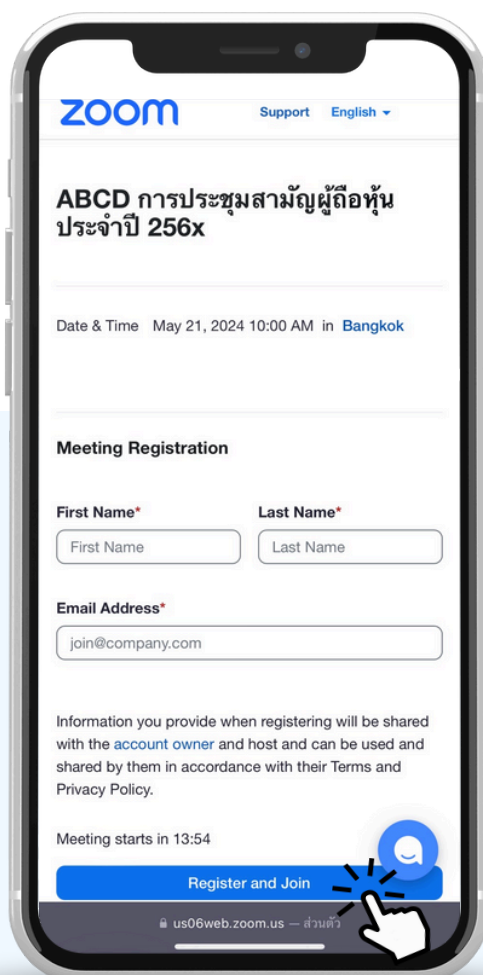 zoom Support English
ABCD การประชุมสามัญผู้ถือหุ้น
ประจำปี 256x
Date & Time May 21, 2024 10:00 AM in Bangkok
Meeting Registration
First Name* Last Name*
First Name Last Name
Email Address*
join@company.com
Information you provide when registering will be shared
with the account owner and host and can be used and
shared by them in accordance with their Terms and
Privacy Policy.
Meeting starts in 13:54
Register and Join
us06web.zoom.us — ส่วนตัว